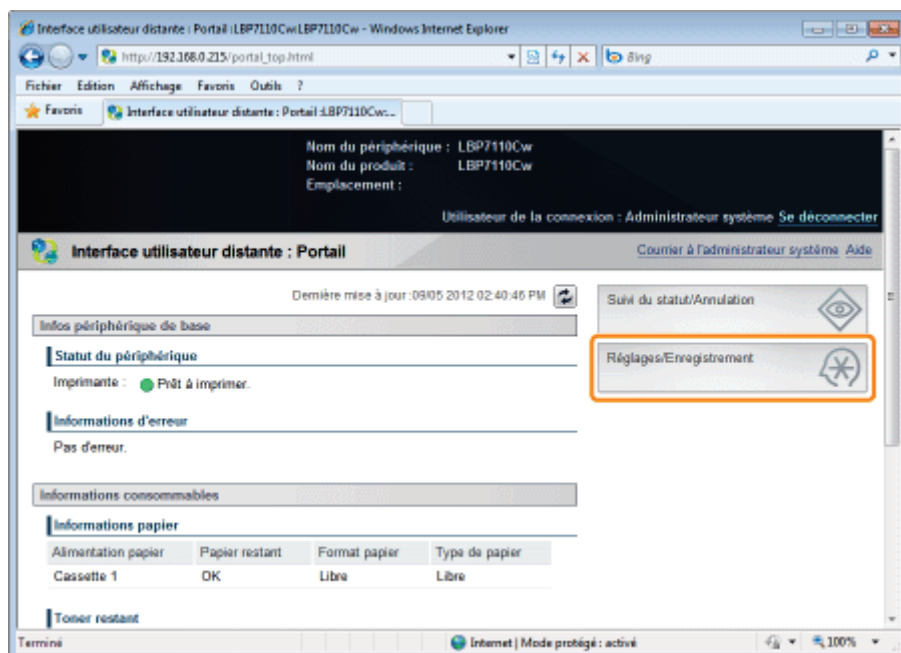 Interface utilisateur distante : Portail :LBP7110Cw:LBP7110Cw - Windows Internet Explorer
http://192.168.0.215/portal_top.html
Bing
Fichier Edition Affichage Favoris Outils ?
Favoris Interface utilisateur distante : Portail :LBP7110Cw:...
Nom du périphérique : LBP7110Cw
Nom du produit : LBP7110Cw
Emplacement :
Utilisateur de la connexion : Administrateur système Se déconnecter
Interface utilisateur distante : Portail
Courrier à l'administrateur système Aide
Dernière mise à jour :09/05 2012 02:40:46 PM
Suivi du statut/Annulation
Infos périphérique de base
Statut du périphérique
Réglages/Enregistrement
Imprimante : Prêt à imprimer.
Informations d'erreur
Pas d'erreur.
Informations consommables
Informations papier
Alimentation papier Papier restant Format papier Type de papier
Cassette 1 OK Libre Libre
Toner restant
Terminé
Internet | Mode protégé : activé
100%